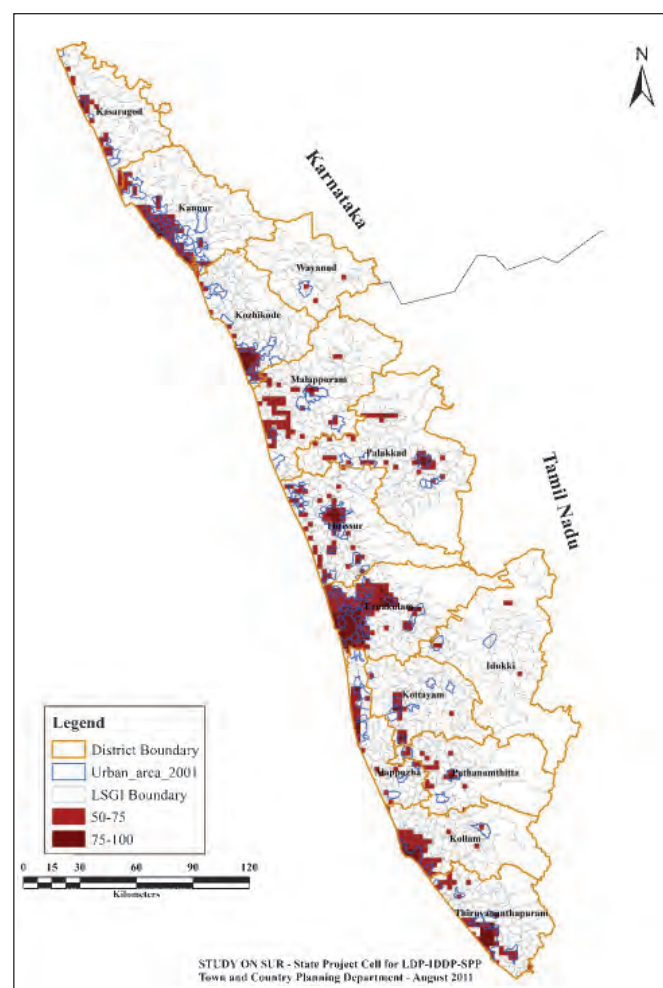 N
Karnataka
Kasaragod
Kannur
Wayanad
Kozhikode
Malappuram
Palakkad
Tamil Nadu
Thrissur
Ernakulam
Idukki
Kottayam
Alappuzha
Pathanamthitta
Kollam
Thiruvananthapuram
Legend
District Boundary
Urban_area_2001
LSGI Boundary
50-75
75-100
0 15 30 60 90 120
Kilometers
STUDY ON SUR - State Project Cell for LDP-IDDP-SPP
Town and Country Planning Department - August 2011